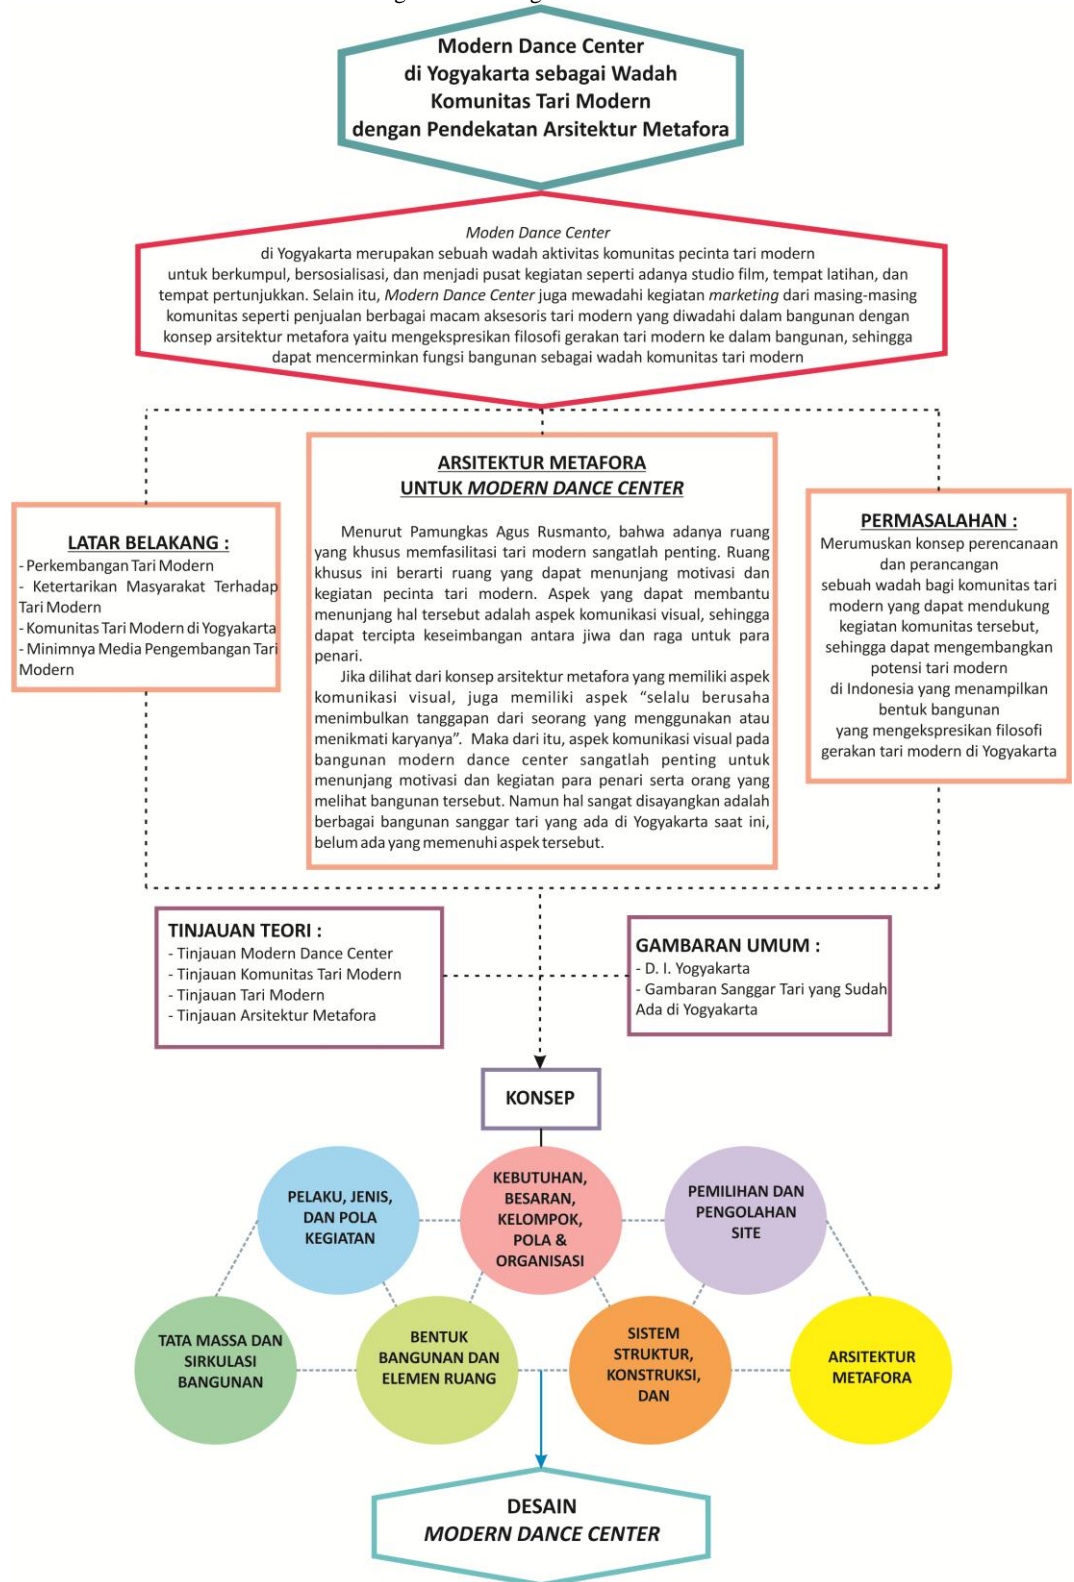 Modern Dance Center
di Yogyakarta sebagai Wadah
Komunitas Tari Modern
dengan Pendekatan Arsitektur Metafora
Moden Dance Center
di Yogyakarta merupakan sebuah wadah aktivitas komunitas pecinta tari modern
untuk berkumpul, bersosialisasi, dan menjadi pusat kegiatan seperti adanya studio film, tempat latihan, dan
tempat pertunjukkan. Selain itu, Modern Dance Center juga mewadahi kegiatan marketing dari masing-masing
komunitas seperti penjualan berbagai macam aksesoris tari modern yang diwadahi dalam bangunan dengan
konsep arsitektur metafora yaitu mengekspresikan filosofi gerakan tari modern ke dalam bangunan, sehingga
dapat mencerminkan fungsi bangunan sebagai wadah komunitas tari modern
LATAR BELAKANG :
- Perkembangan Tari Modern
- Ketertarikan Masyarakat Terhadap
Tari Modern
- Komunitas Tari Modern di Yogyakarta
- Minimnya Media Pengembangan Tari
Modern
ARSITEKTUR METAFORA
UNTUK MODERN DANCE CENTER
Menurut Pamungkas Agus Rusmanto, bahwa adanya ruang
yang khusus memfasilitasi tari modern sangatlah penting. Ruang
khusus ini berarti ruang yang dapat menunjang motivasi dan
kegiatan pecinta tari modern. Aspek yang dapat membantu
menunjang hal tersebut adalah aspek komunikasi visual, sehingga
dapat tercipta keseimbangan antara jiwa dan raga untuk para
penari.
Jika dilihat dari konsep arsitektur metafora yang memiliki aspek
komunikasi visual, juga memiliki aspek “selalu berusaha
menimbulkan tanggapan dari seorang yang menggunakan atau
menikmati karyanya”. Maka dari itu, aspek komunikasi visual pada
bangunan modern dance center sangatlah penting untuk
menunjang motivasi dan kegiatan para penari serta orang yang
melihat bangunan tersebut. Namun hal sangat disayangkan adalah
berbagai bangunan sanggar tari yang ada di Yogyakarta saat ini,
belum ada yang memenuhi aspek tersebut.
PERMASALAHAN :
Merumuskan konsep perencanaan
dan perancangan
sebuah wadah bagi komunitas tari
modern yang dapat mendukung
kegiatan komunitas tersebut,
sehingga dapat mengembangkan
potensi tari modern
di Indonesia yang menampilkan
bentuk bangunan
yang mengekspresikan filosofi
gerakan tari modern di Yogyakarta
TINJAUAN TEORI :
- Tinjauan Modern Dance Center
- Tinjauan Komunitas Tari Modern
- Tinjauan Tari Modern
- Tinjauan Arsitektur Metafora
GAMBARAN UMUM :
- D. I. Yogyakarta
- Gambaran Sanggar Tari yang Sudah
Ada di Yogyakarta
KONSEP
PELAKU, JENIS,
DAN POLA
KEGIATAN
KEBUTUHAN,
BESARAN,
KELOMPOK,
POLA &
ORGANISASI
PEMILIHAN DAN
PENGOLAHAN
SITE
TATA MASSA DAN
SIRKULASI
BANGUNAN
BENTUK
BANGUNAN DAN
ELEMEN RUANG
SISTEM
STRUKTUR,
KONSTRUKSI,
DAN
ARSITEKTUR
METAFORA
DESAIN
MODERN DANCE CENTER